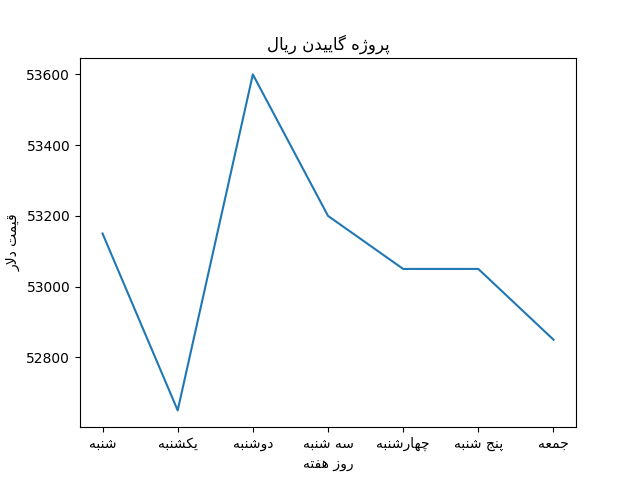 پروژه گاییدن ریال
53600
53400
53200
53000
52800
قیمت دلار
شنبه یکشنبه دوشنبه سه شنبه چهارشنبه پنج شنبه جمعه
روز هفته